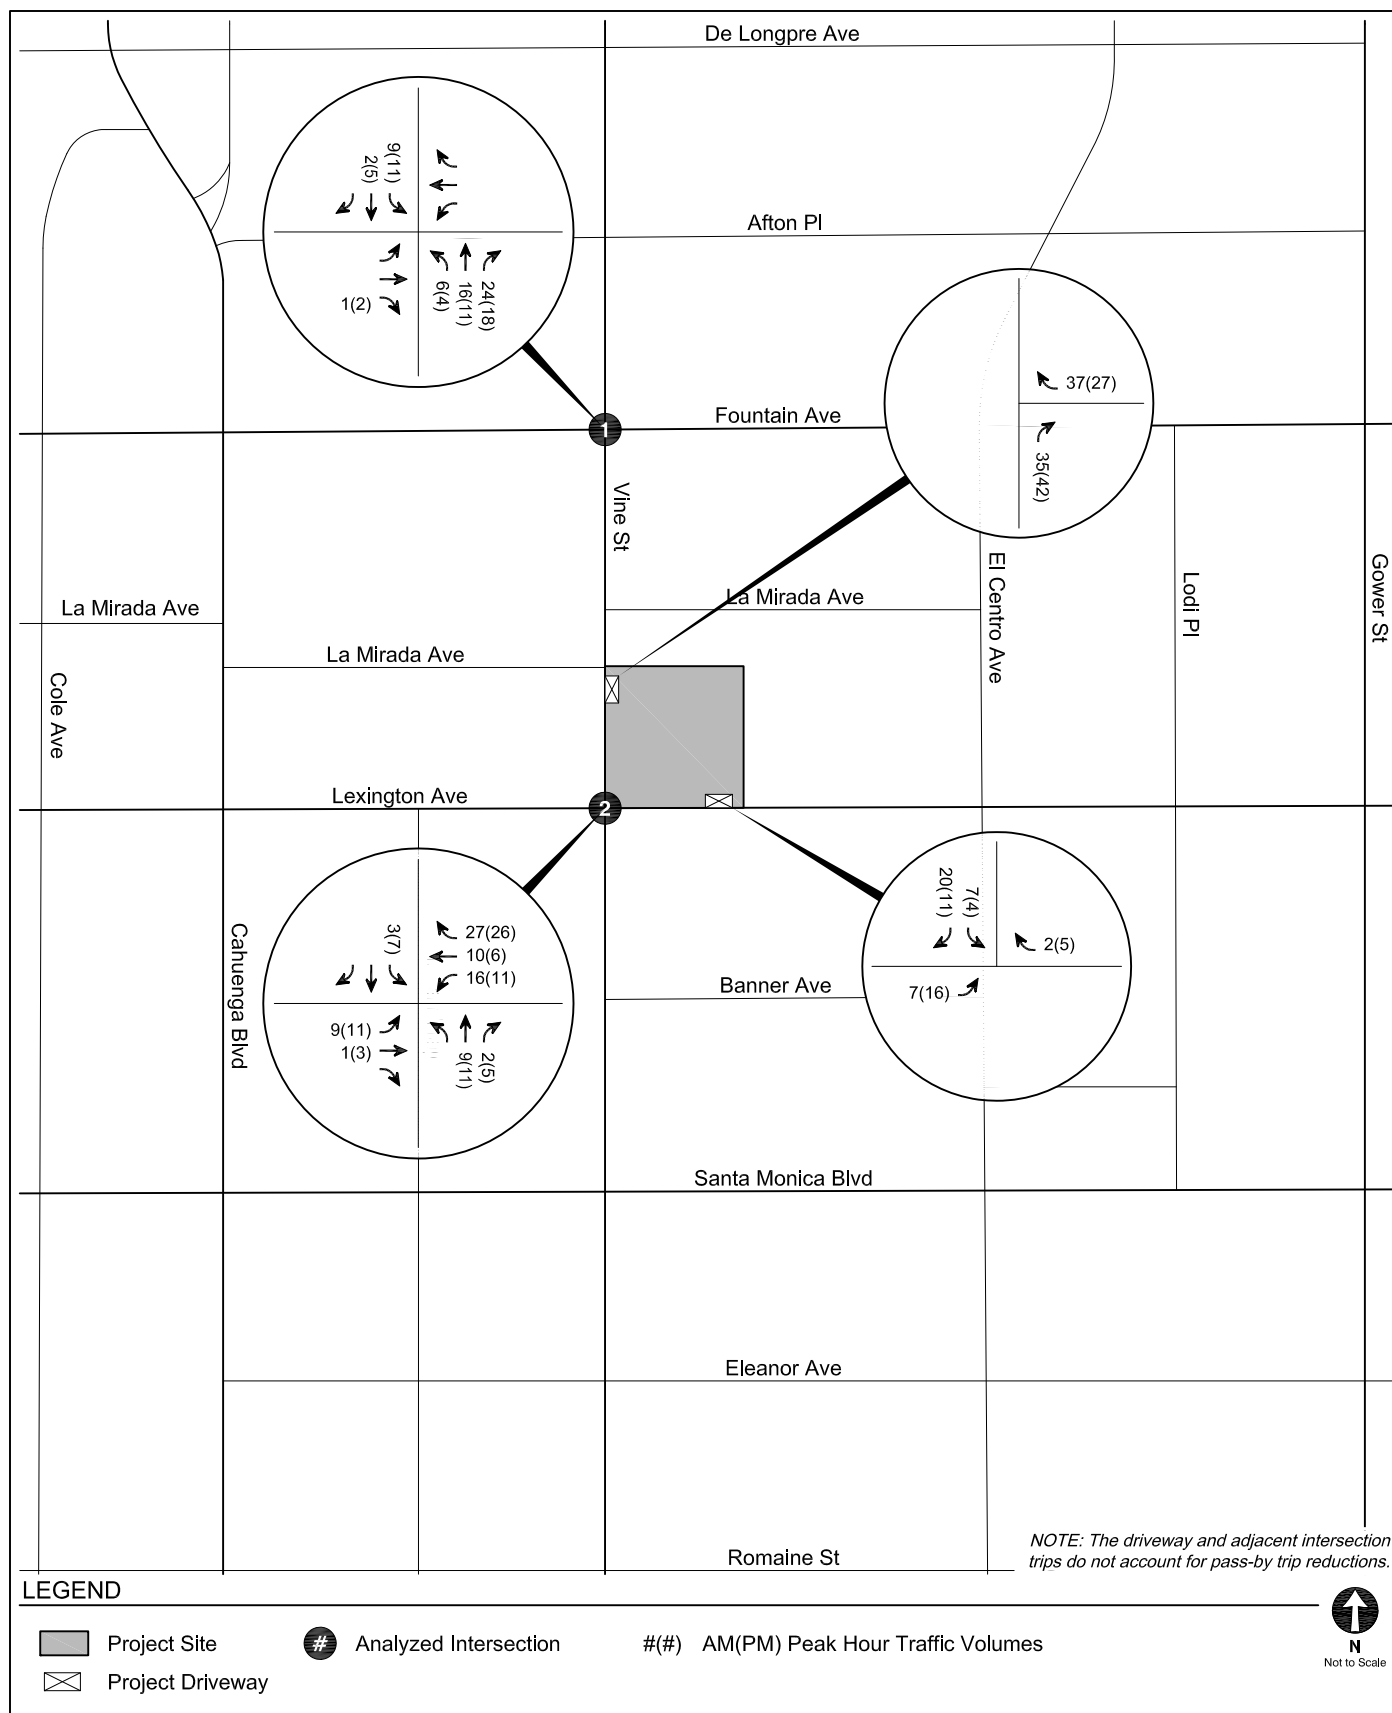 De Longpre Ave
9(11)
2(5)
Afton Pl
1(2)
6(4)
16(11)
24(18)
37(27)
Fountain Ave
1
35(42)
Vine St
El Centro Ave
Lodi Pl
Gower St
La Mirada Ave
La Mirada Ave
La Mirada Ave
Cole Ave
Lexington Ave
2
20(11)
7(4)
2(5)
7(16)
Cahuenga Blvd
3(7)
27(26)
10(6)
16(11)
9(11)
1(3)
9(11)
2(5)
Banner Ave
Santa Monica Blvd
Eleanor Ave
Romaine St
NOTE: The driveway and adjacent intersection
trips do not account for pass-by trip reductions.
LEGEND
Project Site
# Analyzed Intersection
#(#) AM(PM) Peak Hour Traffic Volumes
Project Driveway
N
Not to Scale